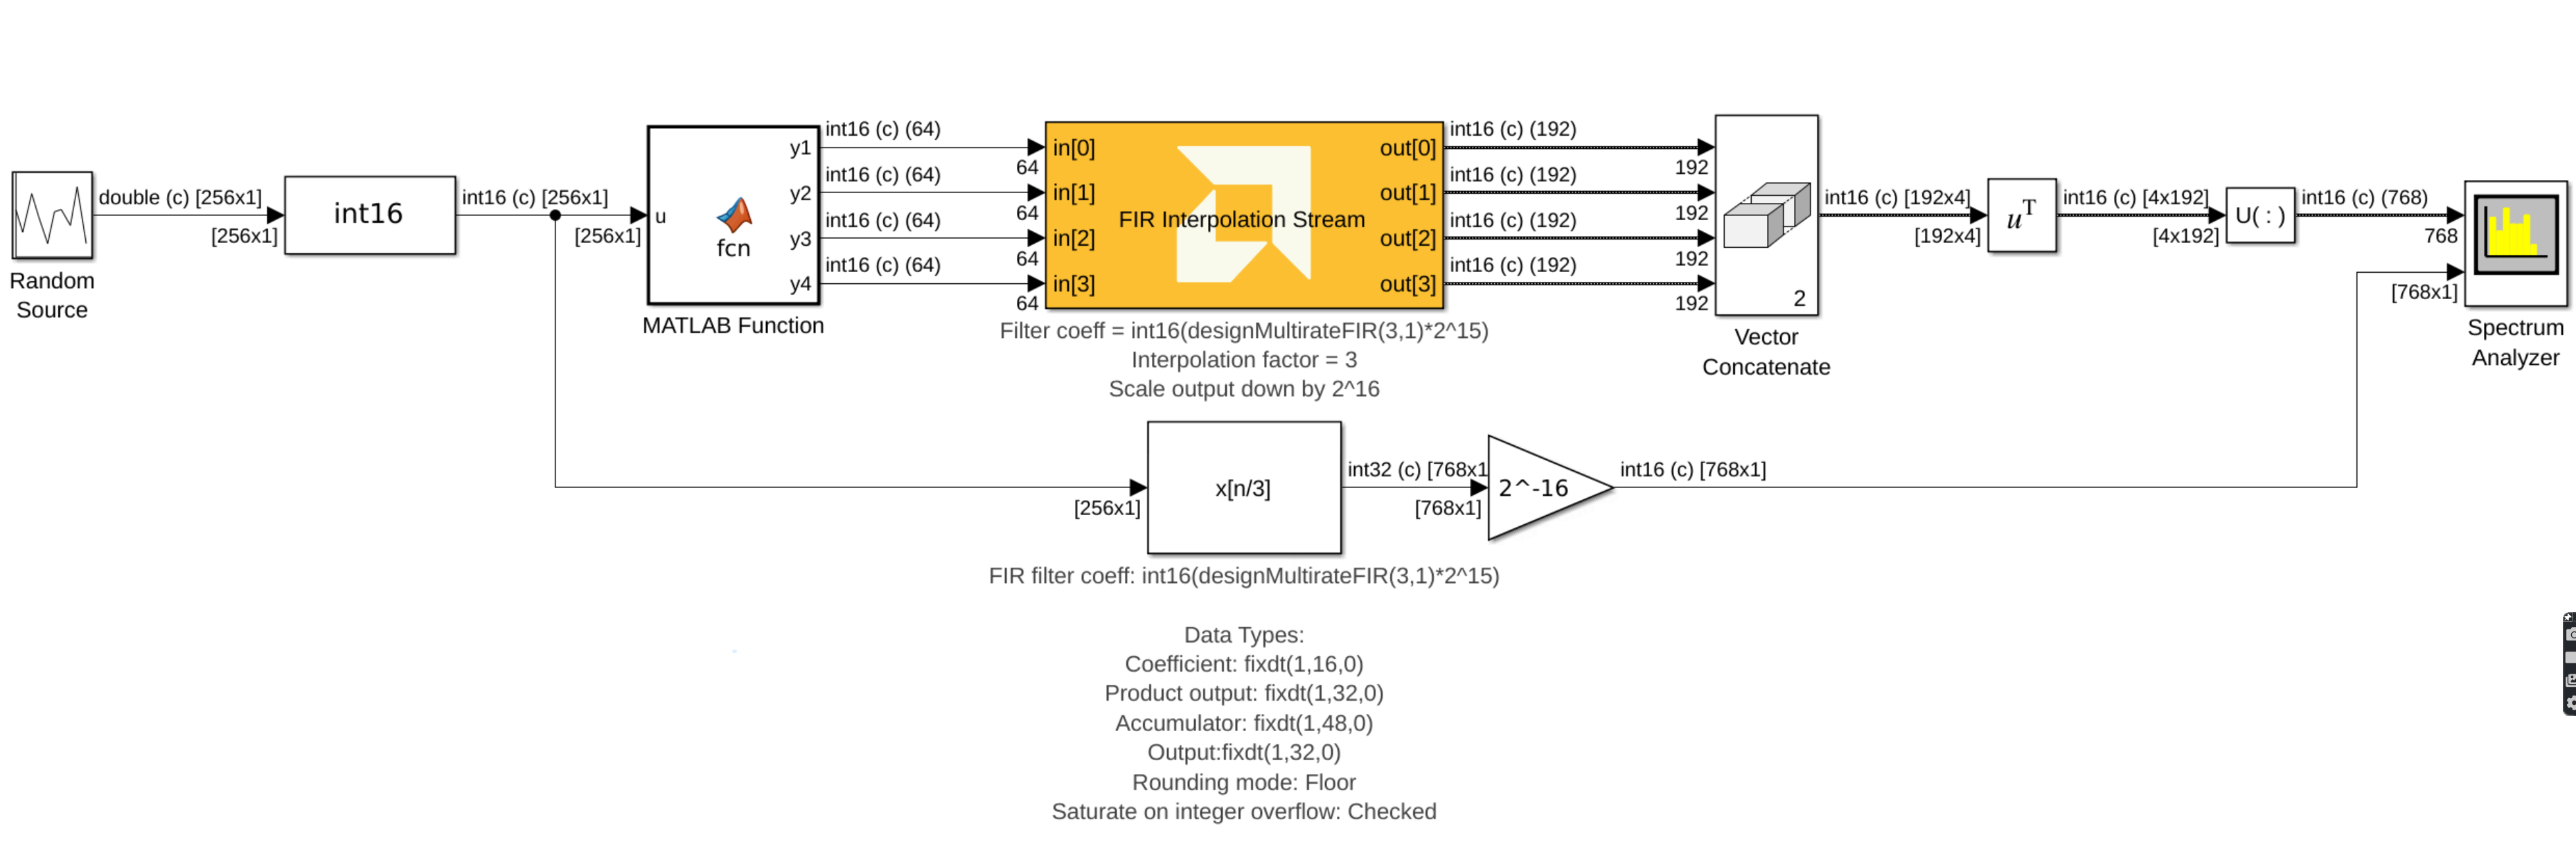 double (c) [256x1]
[256x1]
Random
Source
int16
int16 (c) [256x1]
[256x1]
u
fcn
y1
y2
y3
y4
MATLAB Function
int16 (c) (64)
64
int16 (c) (64)
64
int16 (c) (64)
64
int16 (c) (64)
64
in[0]
in[1]
in[2]
in[3]
FIR Interpolation Stream
out[0]
out[1]
out[2]
out[3]
Filter coeff = int16(designMultirateFIR(3,1)*2^15)
Interpolation factor = 3
Scale output down by 2^16
int16 (c) (192)
192
int16 (c) (192)
192
int16 (c) (192)
192
int16 (c) (192)
192
2
Vector
Concatenate
int16 (c) [192x4]
[192x4]
uT
int16 (c) [4x192]
[4x192]
U( : )
int16 (c) (768)
768
[768x1]
Spectrum
Analyzer
[256x1]
x[n/3]
int32 (c) [768x1
[768x1]
2^-16
int16 (c) [768x1]
FIR filter coeff: int16(designMultirateFIR(3,1)*2^15)
Data Types:
Coefficient: fixdt(1,16,0)
Product output: fixdt(1,32,0)
Accumulator: fixdt(1,48,0)
Output:fixdt(1,32,0)
Rounding mode: Floor
Saturate on integer overflow: Checked